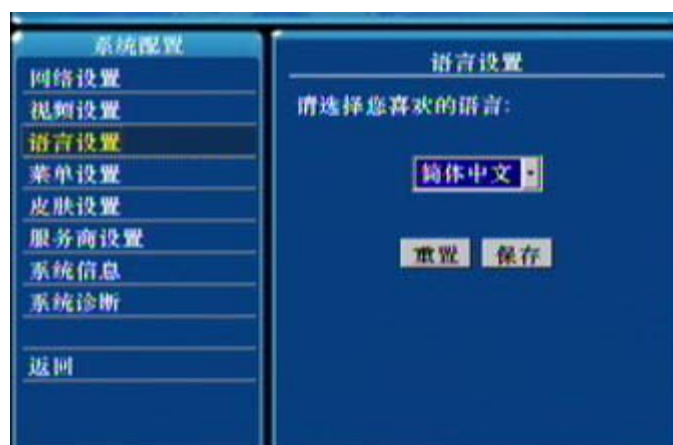 系统配置
网络设置
视频设置
语言设置
菜单设置
皮肤设置
服务商设置
系统信息
系统诊断
返回
语言设置
请选择您喜欢的语言:
简体中文
重置 保存